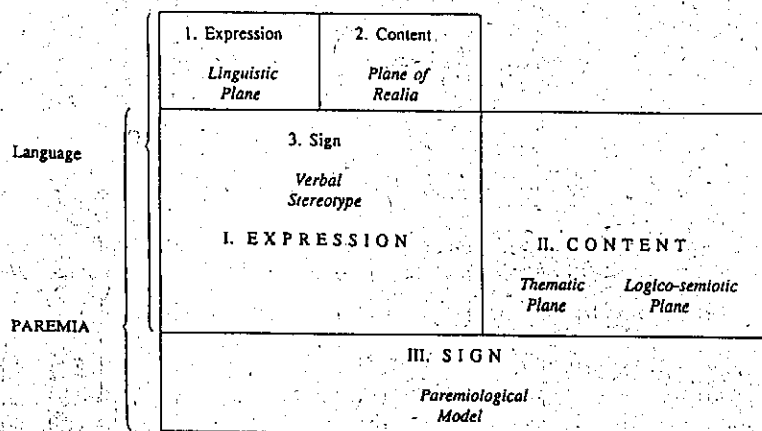 1. Expression
Linguistic
Plane
2. Content
Plane of
Realia
Language
3. Sign
Verbal
Stereotype
I. EXPRESSION
II. CONTENT
Thematic
Plane
Logico-semiotic
Plane
PAREMIA
III. SIGN
Paremiological
Model